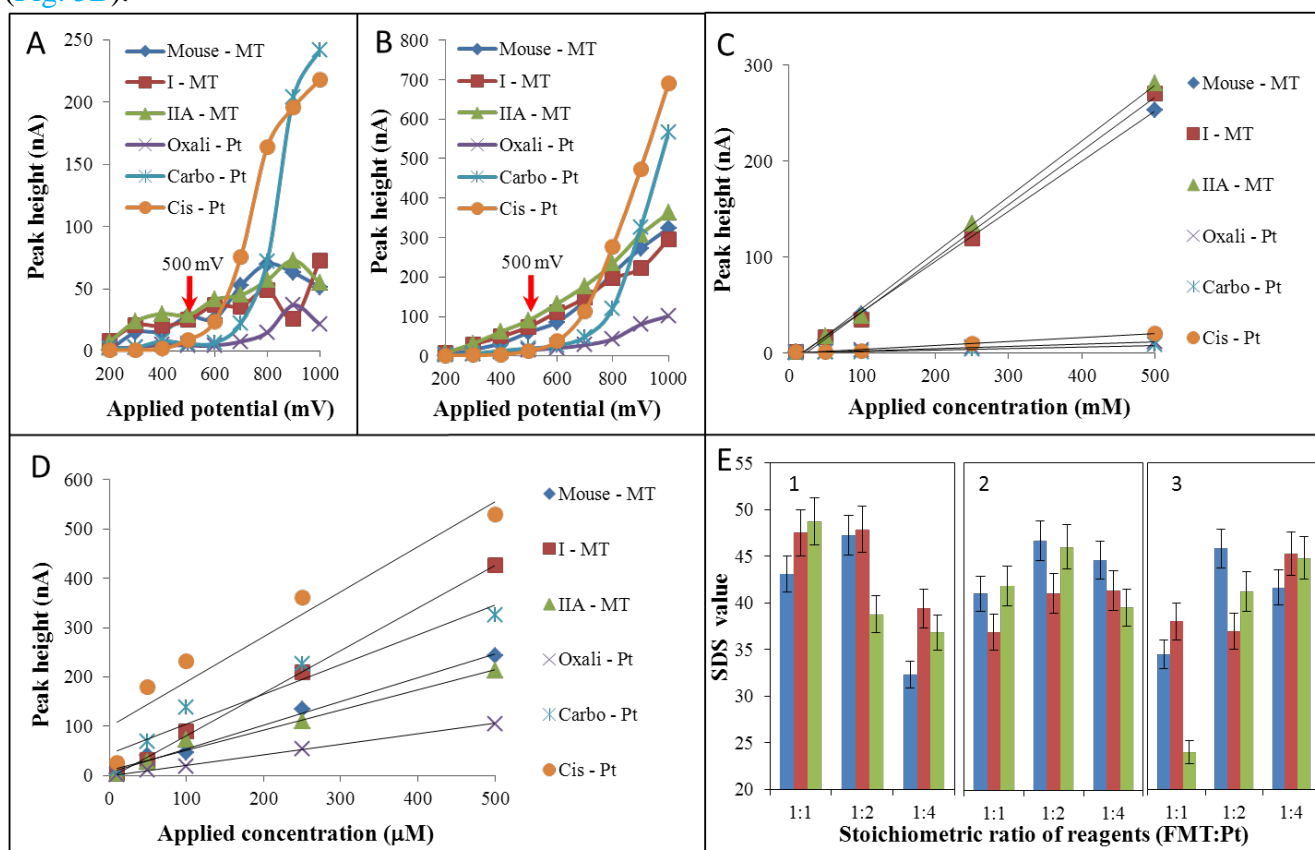 A
250
200
150
100
50
0
Peak height (nA)
Mouse - MT
I - MT
IIA - MT
Oxali - Pt
Carbo - Pt
Cis - Pt
500 mV
200 400 600 800 1000
Applied potential (mV)
B
800
700
600
500
400
300
200
100
0
Peak height (nA)
Mouse - MT
I - MT
IIA - MT
Oxali - Pt
Carbo - Pt
Cis - Pt
500 mV
200 400 600 800 1000
Applied potential (mV)
C
300
200
100
0
Peak height (nA)
Mouse - MT
I - MT
IIA - MT
Oxali - Pt
Carbo - Pt
Cis - Pt
0 100 200 300 400 500
Applied concentration (mM)
D
600
500
400
300
200
100
0
Peak height (nA)
Mouse - MT
I - MT
IIA - MT
Oxali - Pt
Carbo - Pt
Cis - Pt
0 100 200 300 400 500
Applied concentration (µM)
E
55
50
45
40
35
30
25
20
SDS value
1
2
3
1:1 1:2 1:4 1:1 1:2 1:4 1:1 1:2 1:4
Stoichiometric ratio of reagents (FMT:Pt)